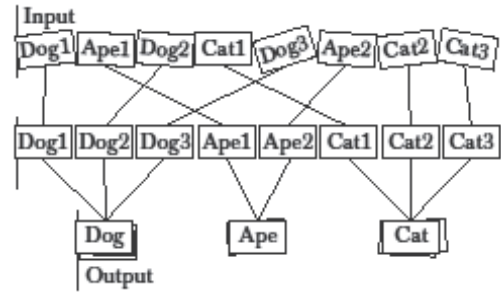 Input
Dog1 Ape1 Dog2 Cat1 Dog3 Ape2 Cat2 Cat3
Dog1 Dog2 Dog3 Ape1 Ape2 Cat1 Cat2 Cat3
Dog Ape Cat
Output